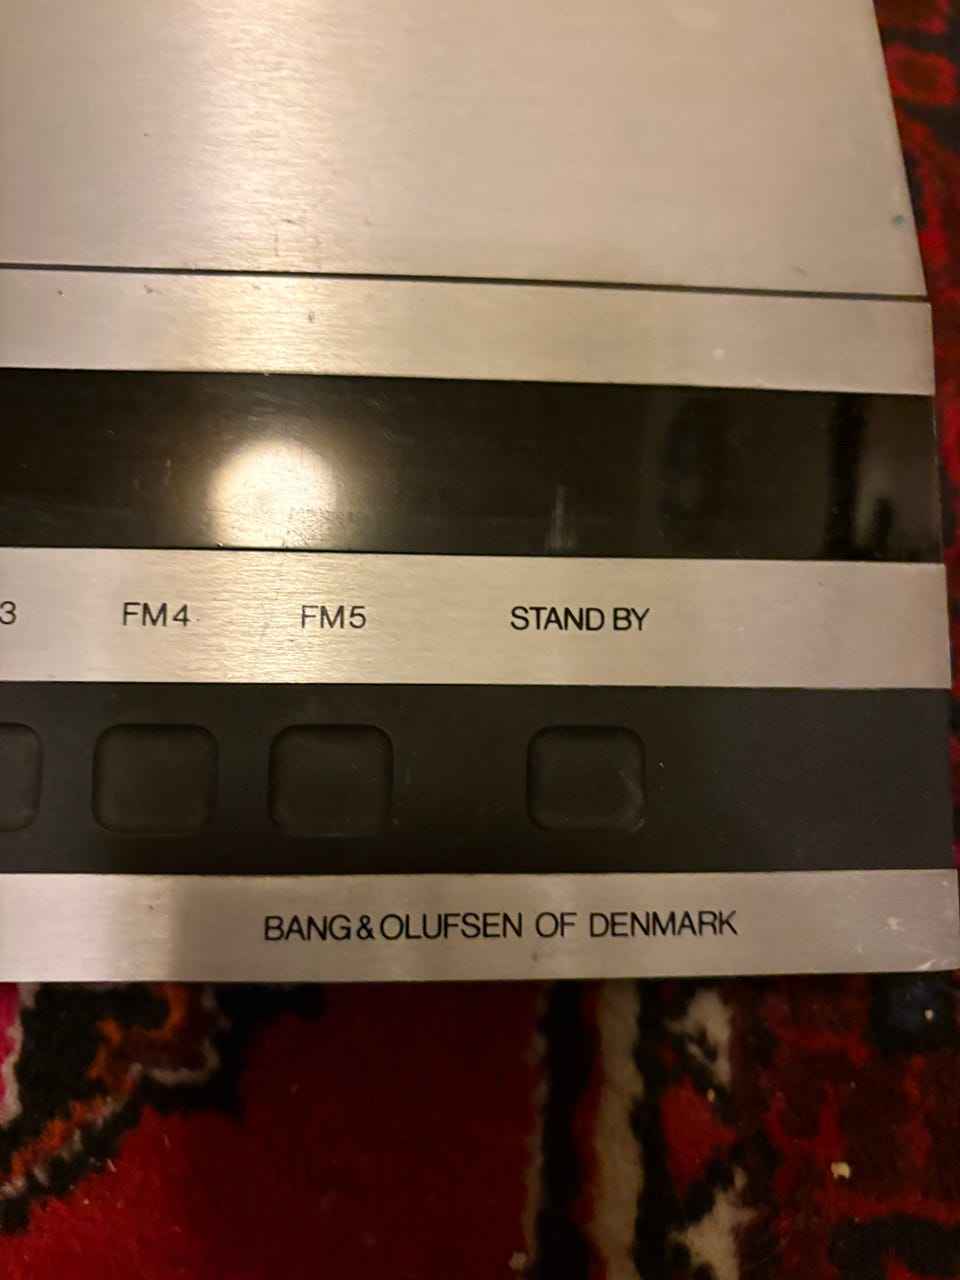 3 FM4 FM5 STAND BY
BANG & OLUFSEN OF DENMARK